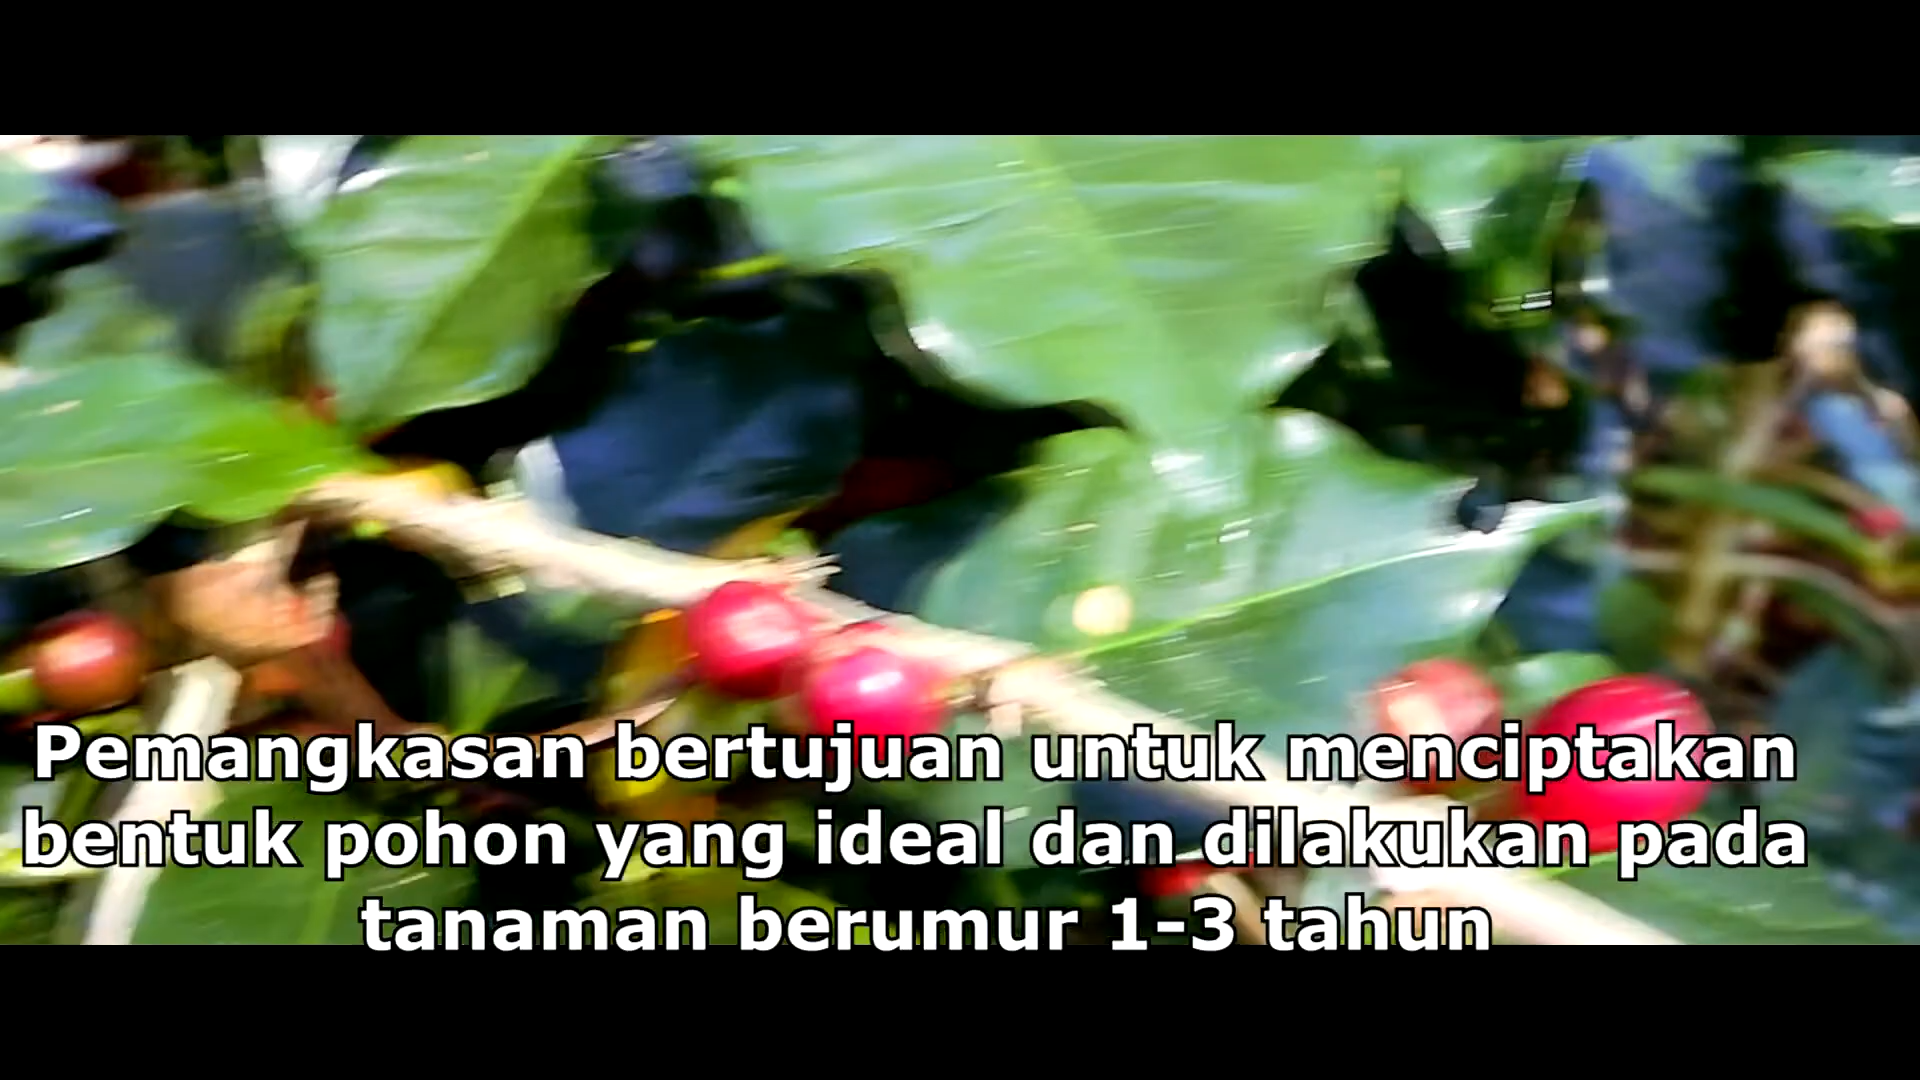 Pemangkasan bertujuan untuk menciptakan
bentuk pohon yang ideal dan dilakukan pada
tanaman berumur 1-3 tahun